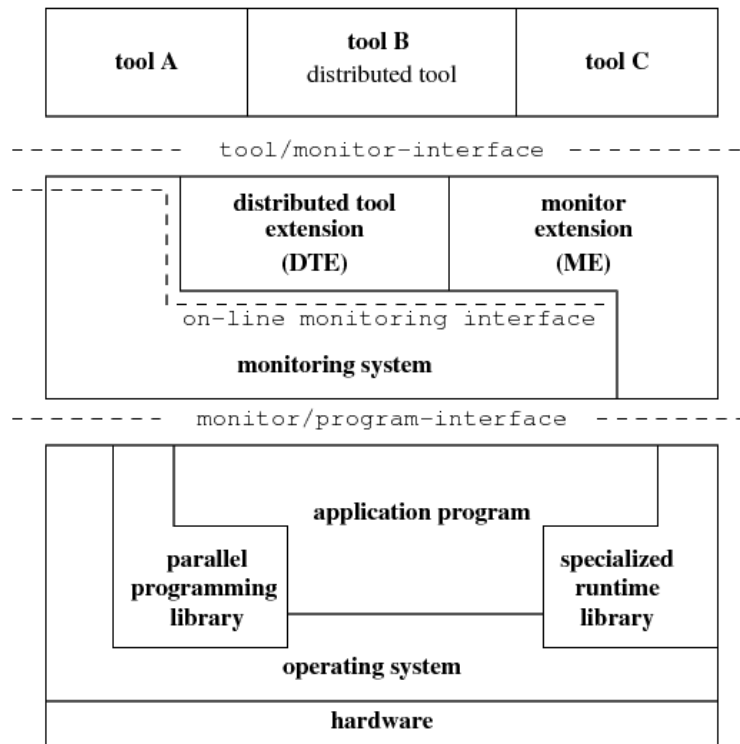 tool A
tool B
distributed tool
tool C
tool/monitor-interface
distributed tool
extension
(DTE)
monitor
extension
(ME)
on-line monitoring interface
monitoring system
monitor/program-interface
application program
parallel
programming
library
specialized
runtime
library
operating system
hardware